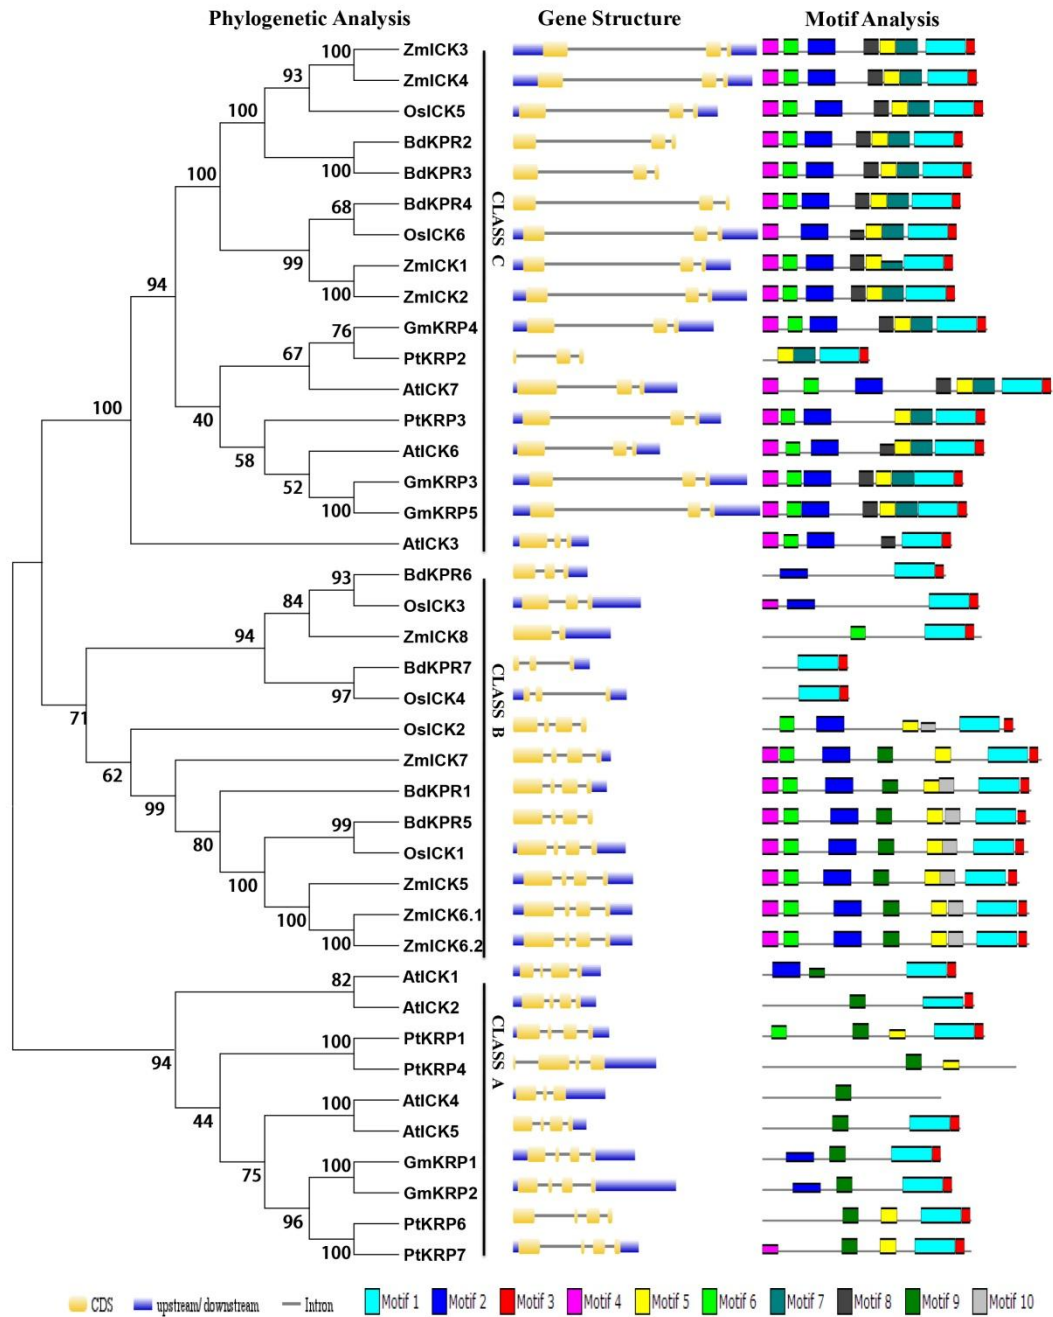 Phylogenetic Analysis Gene Structure Motif Analysis
100 ZmICK3
93 ZmICK4
100 OsICK5
BdKPR2
100 100 BdKPR3
68 BdKPR4
OsICK6
99 ZmICK1
94 100 ZmICK2
76 GmKRP4
67 PtKRP2
AtICK7
100 40 PtKRP3
58 AtICK6
52 GmKRP3
100 GmKRP5
AtICK3
CLASS C
93 BdKPR6
84 OsICK3
94 ZmICK8
BdKPR7
71 97 OsICK4
OsICK2
62 ZmICK7
99 BdKPR1
80 99 BdKPR5
OsICK1
100 ZmICK5
100 ZmICK6.1
100 ZmICK6.2
CLASS B
82 AtICK1
AtICK2
100 PtKRP1
94 PtKRP4
44 100 AtICK4
AtICK5
75 100 GmKRP1
GmKRP2
96 PtKRP6
100 PtKRP7
CLASS A
CDS upstream/ downstream Intron Motif 1 Motif 2 Motif 3 Motif 4 Motif 5 Motif 6 Motif 7 Motif 8 Motif 9 Motif 10